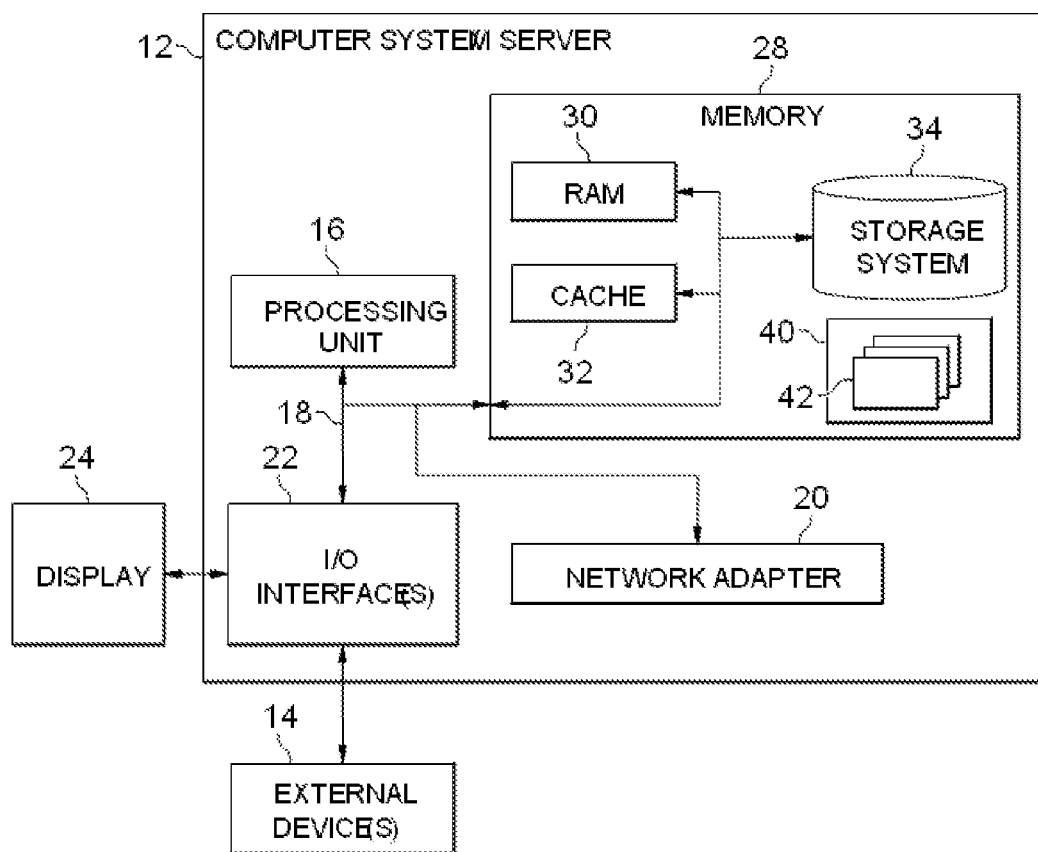 12
COMPUTER SYSTEM SERVER
28
MEMORY
30
RAM
34
STORAGE
SYSTEM
16
PROCESSING
UNIT
CACHE
32
40
42
18
24
22
20
DISPLAY
I/O
INTERFACE(S)
NETWORK ADAPTER
14
EXTERNAL
DEVICE(S)